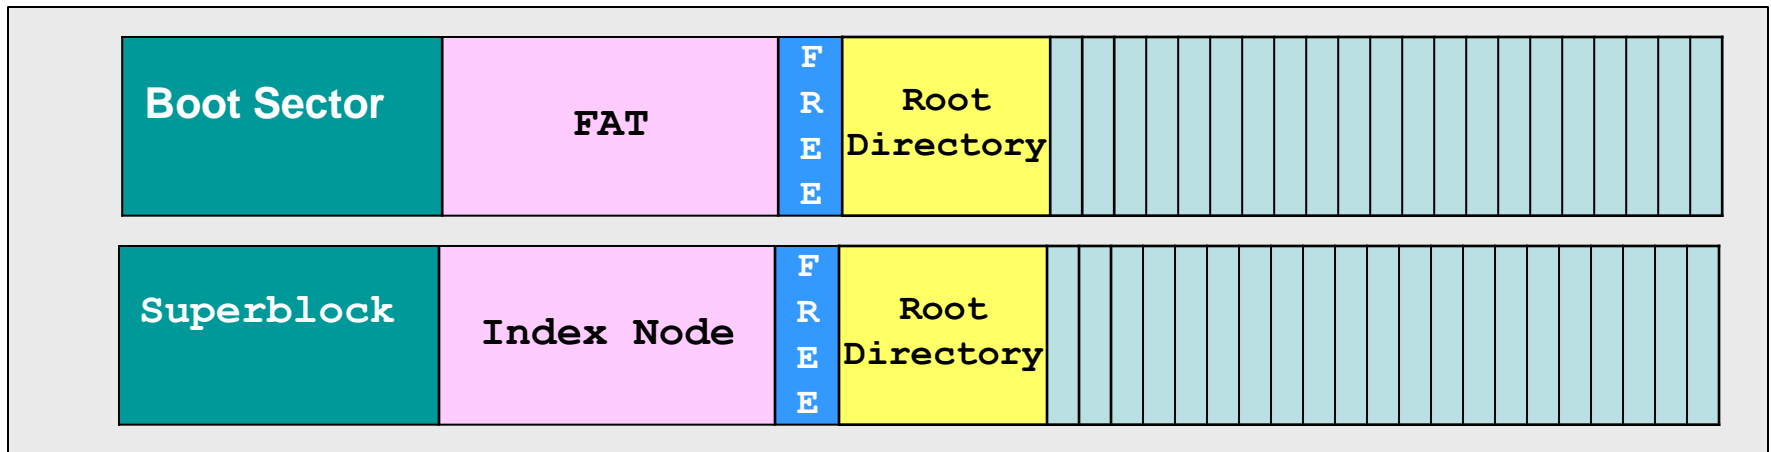 Boot Sector
FAT
F
R
E
E
Root
Directory
Superblock
Index Node
F
R
E
E
Root
Directory